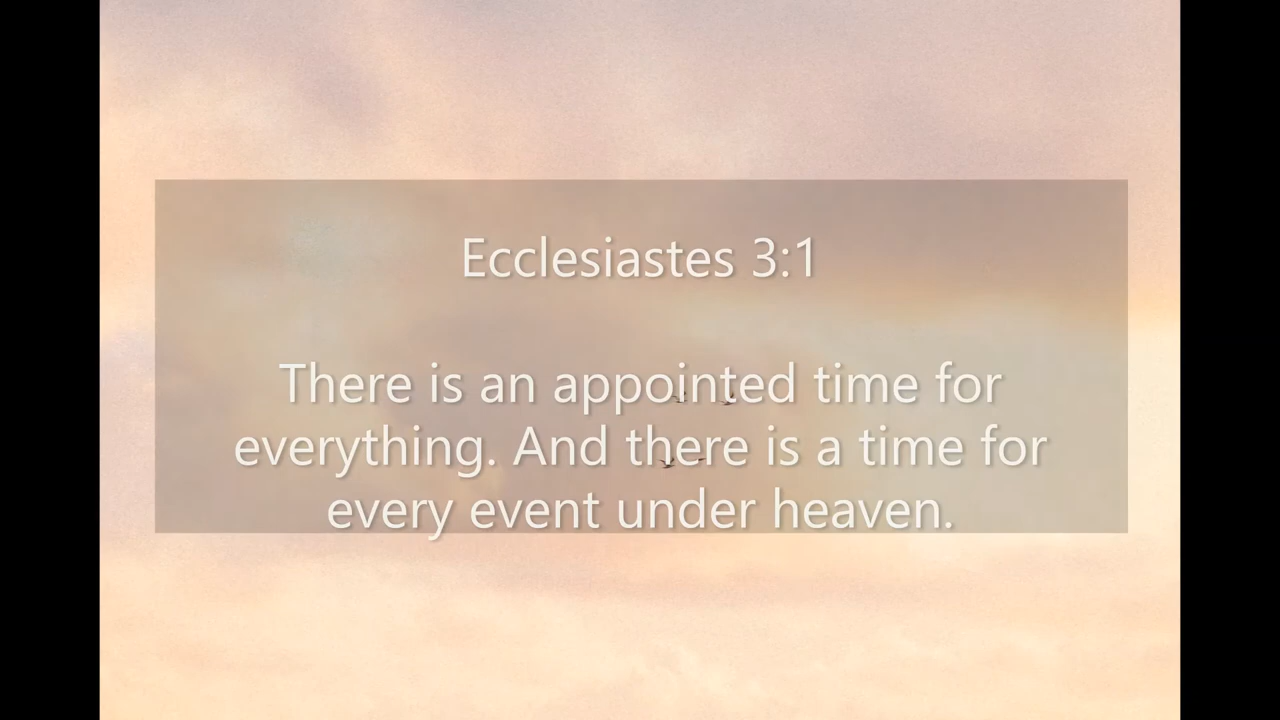 Ecclesiastes 3:1
There is an appointed time for
everything. And there is a time for
every event under heaven.